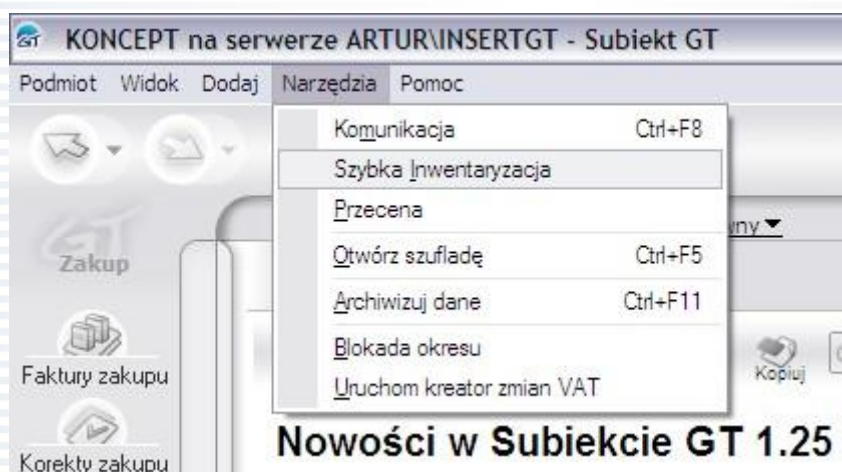 KONCEPT na serwerze ARTUR\INSERTGT - Subiekt GT
Podmiot Widok Dodaj Narzędzia Pomoc
Komunikacja Ctrl+F8
Szybka Inwentaryzacja
Przecena
Otwórz szufladę Ctrl+F5
Archiwizuj dane Ctrl+F11
Blokada okresu
Uruchom kreator zmian VAT
GT
Zakup
Faktury zakupu
Korekty zakupu
Kopiuj
Nowości w Subiekcie GT 1.25